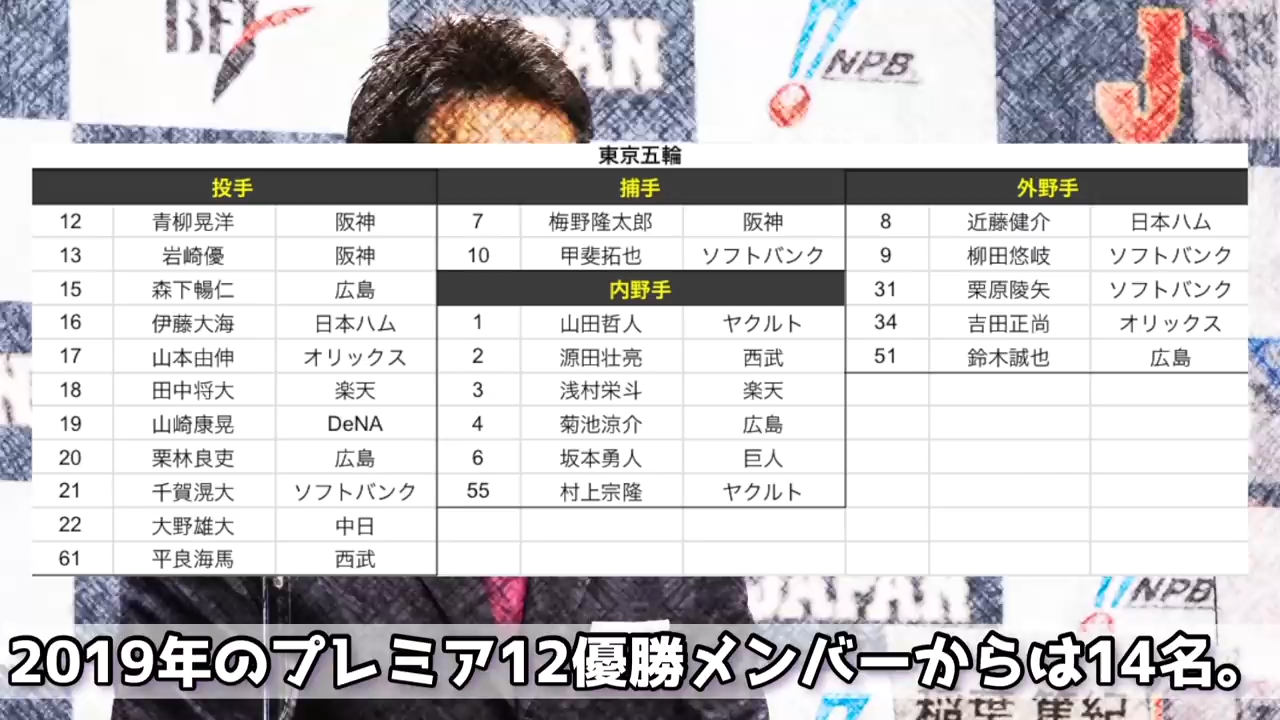 JAPAN
NPB
J
東京五輪
投手 捕手 外野手
12 青柳晃洋 阪神 7 梅野隆太郎 阪神 8 近藤健介 日本ハム
13 岩崎優 阪神 10 甲斐拓也 ソフトバンク 9 柳田悠岐 ソフトバンク
15 森下暢仁 広島 内野手 31 栗原陵矢 ソフトバンク
16 伊藤大海 日本ハム 1 山田哲人 ヤクルト 34 吉田正尚 オリックス
17 山本由伸 オリックス 2 源田壮亮 西武 51 鈴木誠也 広島
18 田中将大 楽天 3 浅村栄斗 楽天
19 山崎康晃 DeNA 4 菊池涼介 広島
20 栗林良吏 広島 6 坂本勇人 巨人
21 千賀滉大 ソフトバンク 55 村上宗隆 ヤクルト
22 大野雄大 中日
61 平良海馬 西武
JAPAN
NPB
2019年のプレミア12優勝メンバーからは14名。
稲葉 篤紀